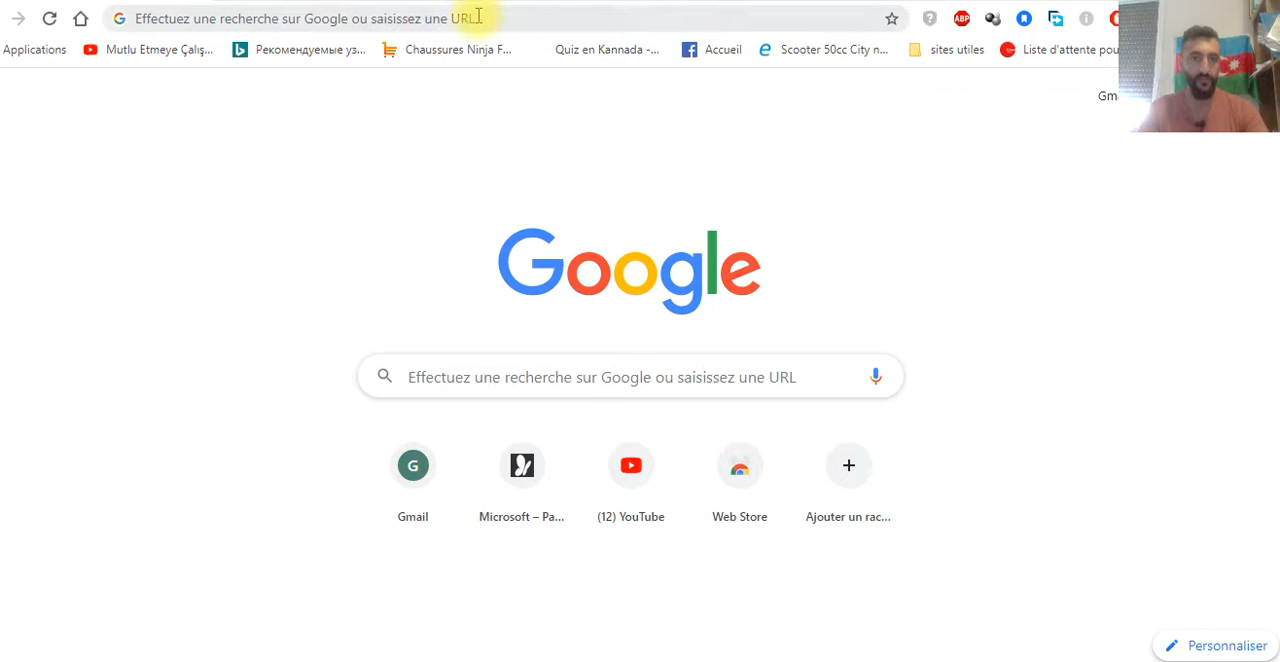 Effectuez une recherche sur Google ou saisissez une URL
Applications Mutlu Etmeye Çalış... Рекомендуемые уз... Chaussures Ninja F... Quiz en Kannada -... Accueil Scooter 50cc City n... sites utiles Liste d'attente pou
ABP
Gma
Google
Effectuez une recherche sur Google ou saisissez une URL
G
Gmail Microsoft – Pa... (12) YouTube Web Store Ajouter un rac...
Personnaliser